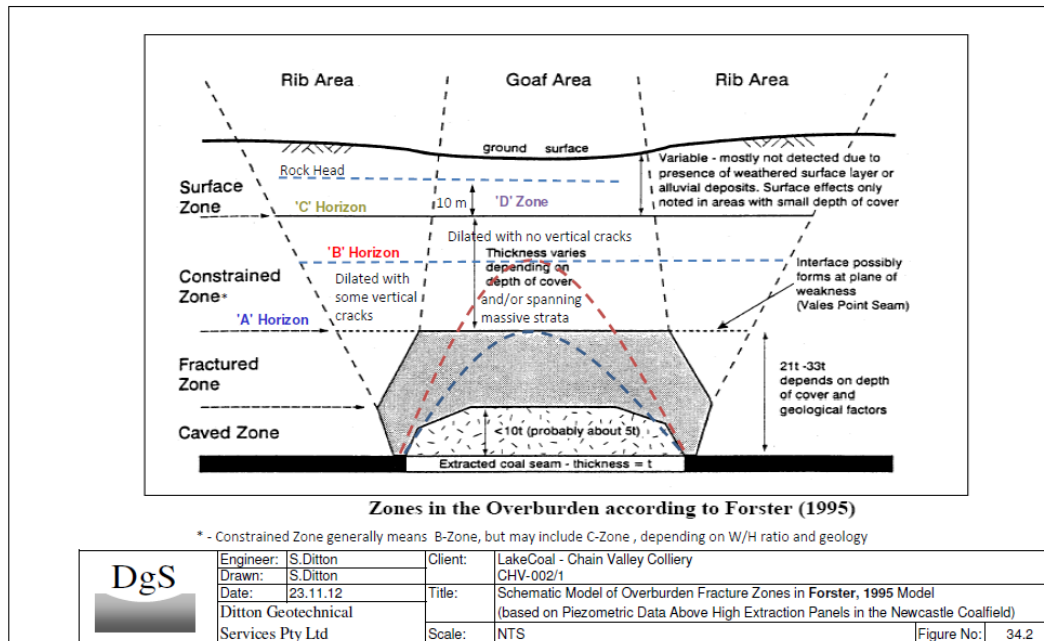 Rib Area
Goaf Area
Rib Area
ground surface
Variable - mostly not detected due to
presence of weathered surface layer or
alluvial deposits. Surface effects only
noted in areas with small depth of cover
Rock Head
Surface
Zone
'C' Horizon
10 m
'D' Zone
Dilated with no vertical cracks
'B' Horizon
Thickness varies
depending on
depth of cover
and/or spanning
massive strata
Interface possibly
forms at plane of
weakness
(Vales Point Seam)
Constrained
Zone*
Dilated with
some vertical
cracks
'A' Horizon
Fractured
Zone
21t -33t
depends on depth
of cover and
geological factors
Caved Zone
<10t (probably about 5t)
Extracted coal seam - thickness = t
Zones in the Overburden according to Forster (1995)
* - Constrained Zone generally means B-Zone, but may include C-Zone , depending on W/H ratio and geology
DgS
Engineer: S.Ditton
Drawn: S.Ditton
Date: 23.11.12
Ditton Geotechnical
Services Pty Ltd
Client: LakeCoal - Chain Valley Colliery
CHV-002/1
Title: Schematic Model of Overburden Fracture Zones in Forster, 1995 Model
(based on Piezometric Data Above High Extraction Panels in the Newcastle Coalfield)
Scale: NTS
Figure No: 34.2